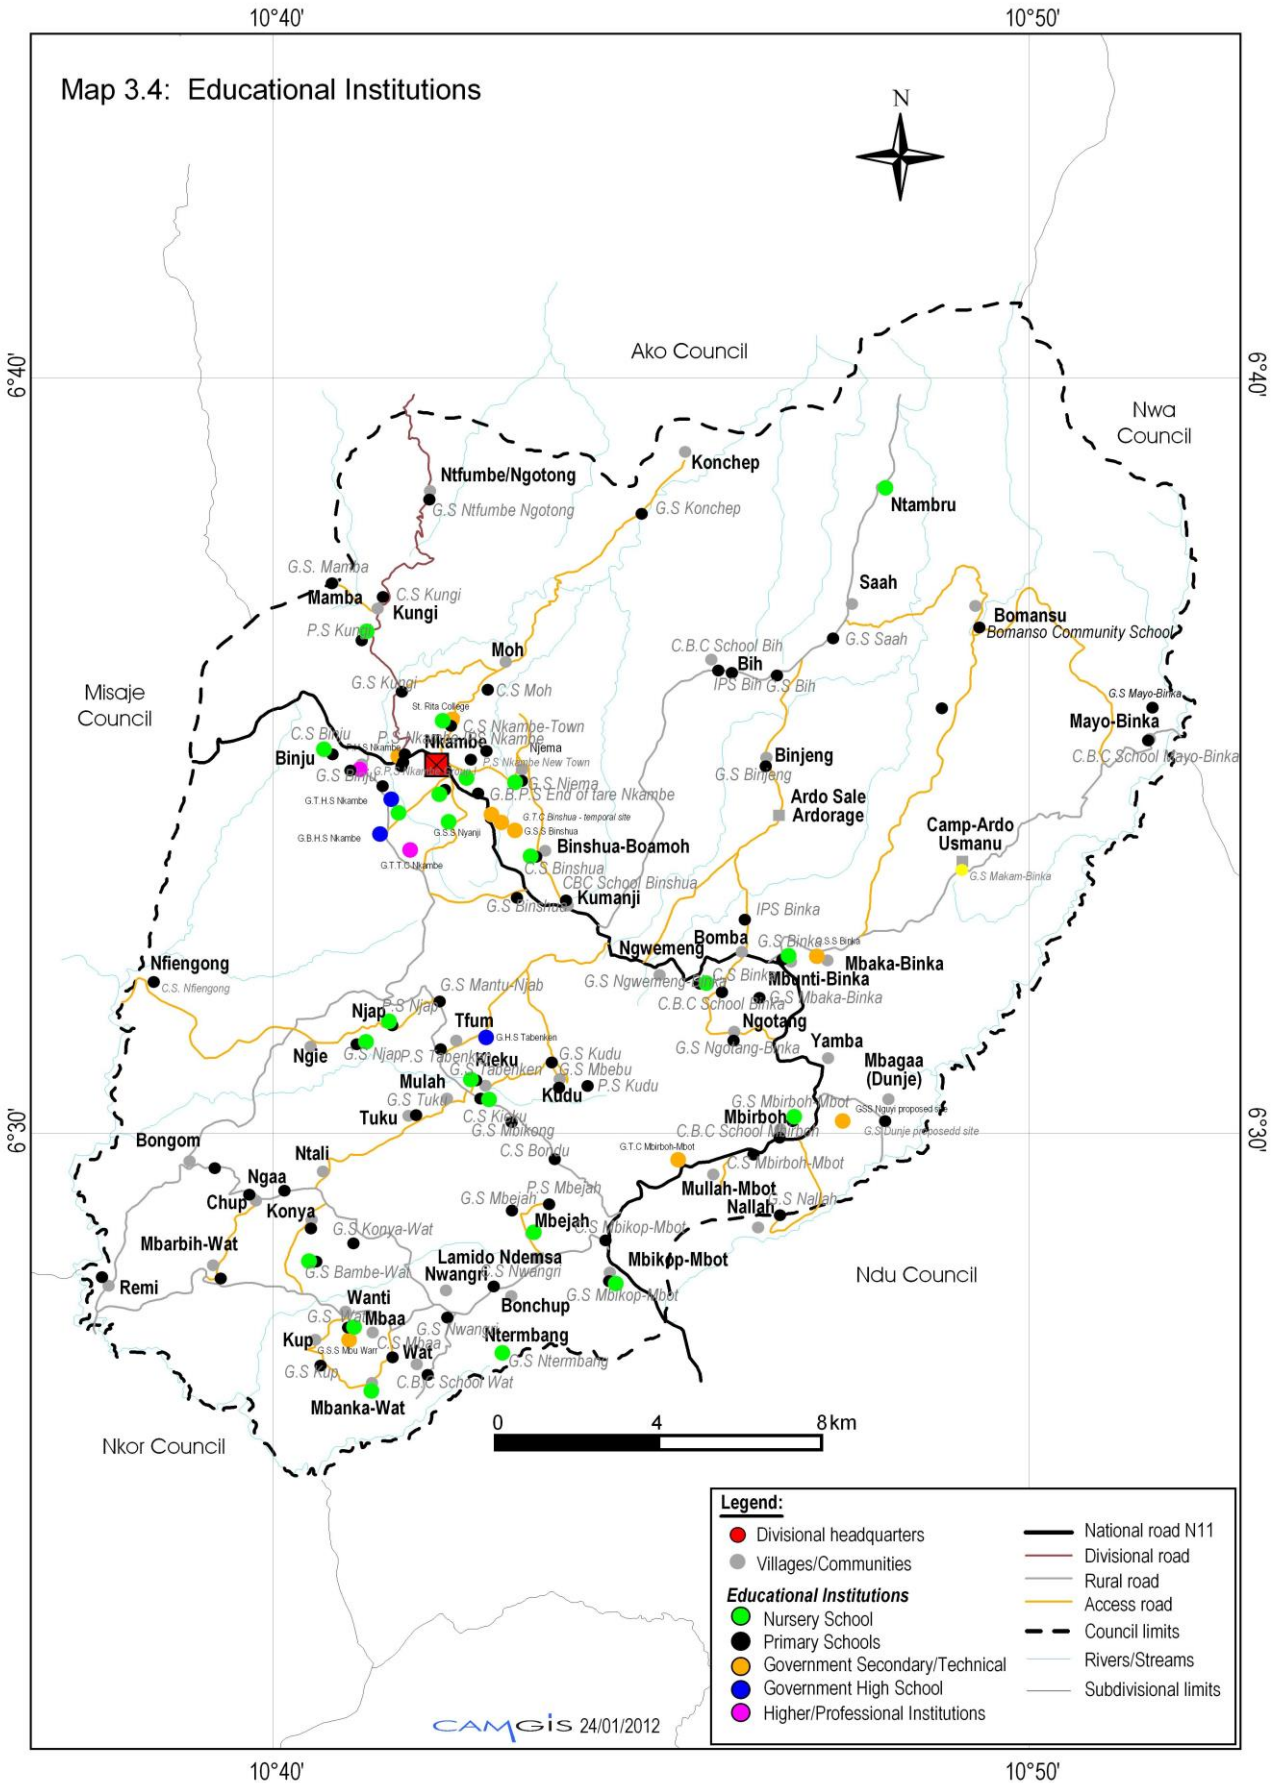 10°40'
10°50'
Map 3.4:  Educational Institutions
N
Ako Council
6°40'
6°40'
Nwa
Council
Konchep
Ntfumbe/Ngotong
G.S Ntfumbe Ngotong
G.S Konchep
Ntambru
G.S. Mamba
Mamba
C.S Kungi
Kungi
Saah
P.S Kungi
Bomansu
Bomanso Community School
G.S Saah
Moh
C.B.C School Bih
Bih
IPS Bih
G.S Bih
Misaje
Council
G.S Kungi
C.S Moh
G.S Mayo-Binka
Mayo-Binka
St. Rita College
C.S Nkambe-Town
C.S Binju
Nkambe
Njema
C.B.C School Mayo-Binka
Binju
G.S Binju
P.S Nkambe New Town
Binjeng
G.S Binjeng
G.S Njema
G.B.P.S End of tare Nkambe
G.T.H.S Nkambe
Ardo Sale
Ardorage
G.T.C Binshua - temporal site
G.S.S Binshua
G.S.S Nyanji
G.B.H.S Nkambe
Camp-Ardo
Usmanu
Binshua-Boamoh
G.T.T.C Nkambe
C.S Binshua
G.S Makam-Binka
CBC School Binshua
Kumanji
G.S Binshua
IPS Binka
Bomba
G.S Binka
S.S Binka
Ngwemeng
Mbaka-Binka
Nfiengong
C.S. Nfiengong
G.S Ngwemeng-Binka
C.S Binka
Mbunti-Binka
G.S Mantu-Njab
C.B.C School Binka
G.S Mbaka-Binka
Njap
P.S Njap
Tfum
Ngotang
G.H.S Tabenken
G.S Ngotang-Binka
Yamba
Ngie
G.S Njap
P.S Tabenken
Kieku
G.S Kudu
Mbagaa
(Dunje)
G.S Tabenken
G.S Mbebu
Mulah
Kudu
P.S Kudu
G.S Tuku
Tuku
C.S Kieku
G.S Mbirboh-Mbot
GSS Nguyi proposed site
Mbirboh
G.S Mbikong
C.B.C School Mbirboh
G.S Dunje proposedd site
6°30'
6°30'
Bongom
C.S Bondu
G.T.C Mbirboh-Mbot
Ntali
C.S Mbirboh-Mbot
Ngaa
Mullah-Mbot
Chup
Konya
G.S Mbejah
P.S Mbejah
Nallah
G.S Nallah
G.S Konya-Wat
Mbejah
C.S Mbikop-Mbot
Mbarbih-Wat
Lamido Ndemsa
Mbikop-Mbot
G.S Bambe-Wat
Nwangri
C.S Nwangri
Ndu Council
Remi
G.S Mbikop-Mbot
Wanti
Bonchup
Mbaa
G.S Nwangri
Kup
C.S Mbaa
Ntermbang
G.S.S Mbu Warr
Wat
G.S Ntermbang
G.S Kup
C.B.C School Wat
Mbanka-Wat
Nkor Council
0
4
8km
Legend:
Divisional headquarters
Villages/Communities
Educational Institutions
Nursery School
Primary Schools
Government Secondary/Technical
Government High School
Higher/Professional Institutions
National road N11
Divisional road
Rural road
Access road
Council limits
Rivers/Streams
Subdivisional limits
CAMGIS 24/01/2012
10°40'
10°50'